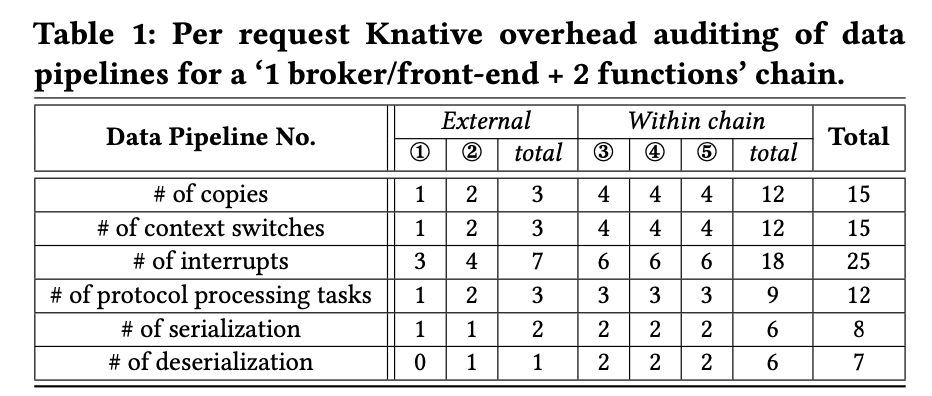 Table 1: Per request Knative overhead auditing of data
pipelines for a ‘1 broker/front-end + 2 functions’ chain.
Data Pipeline No. External Within chain Total
① ② total ③ ④ ⑤ total
# of copies 1 2 3 4 4 4 12 15
# of context switches 1 2 3 4 4 4 12 15
# of interrupts 3 4 7 6 6 6 18 25
# of protocol processing tasks 1 2 3 3 3 3 9 12
# of serialization 1 1 2 2 2 2 6 8
# of deserialization 0 1 1 2 2 2 6 7